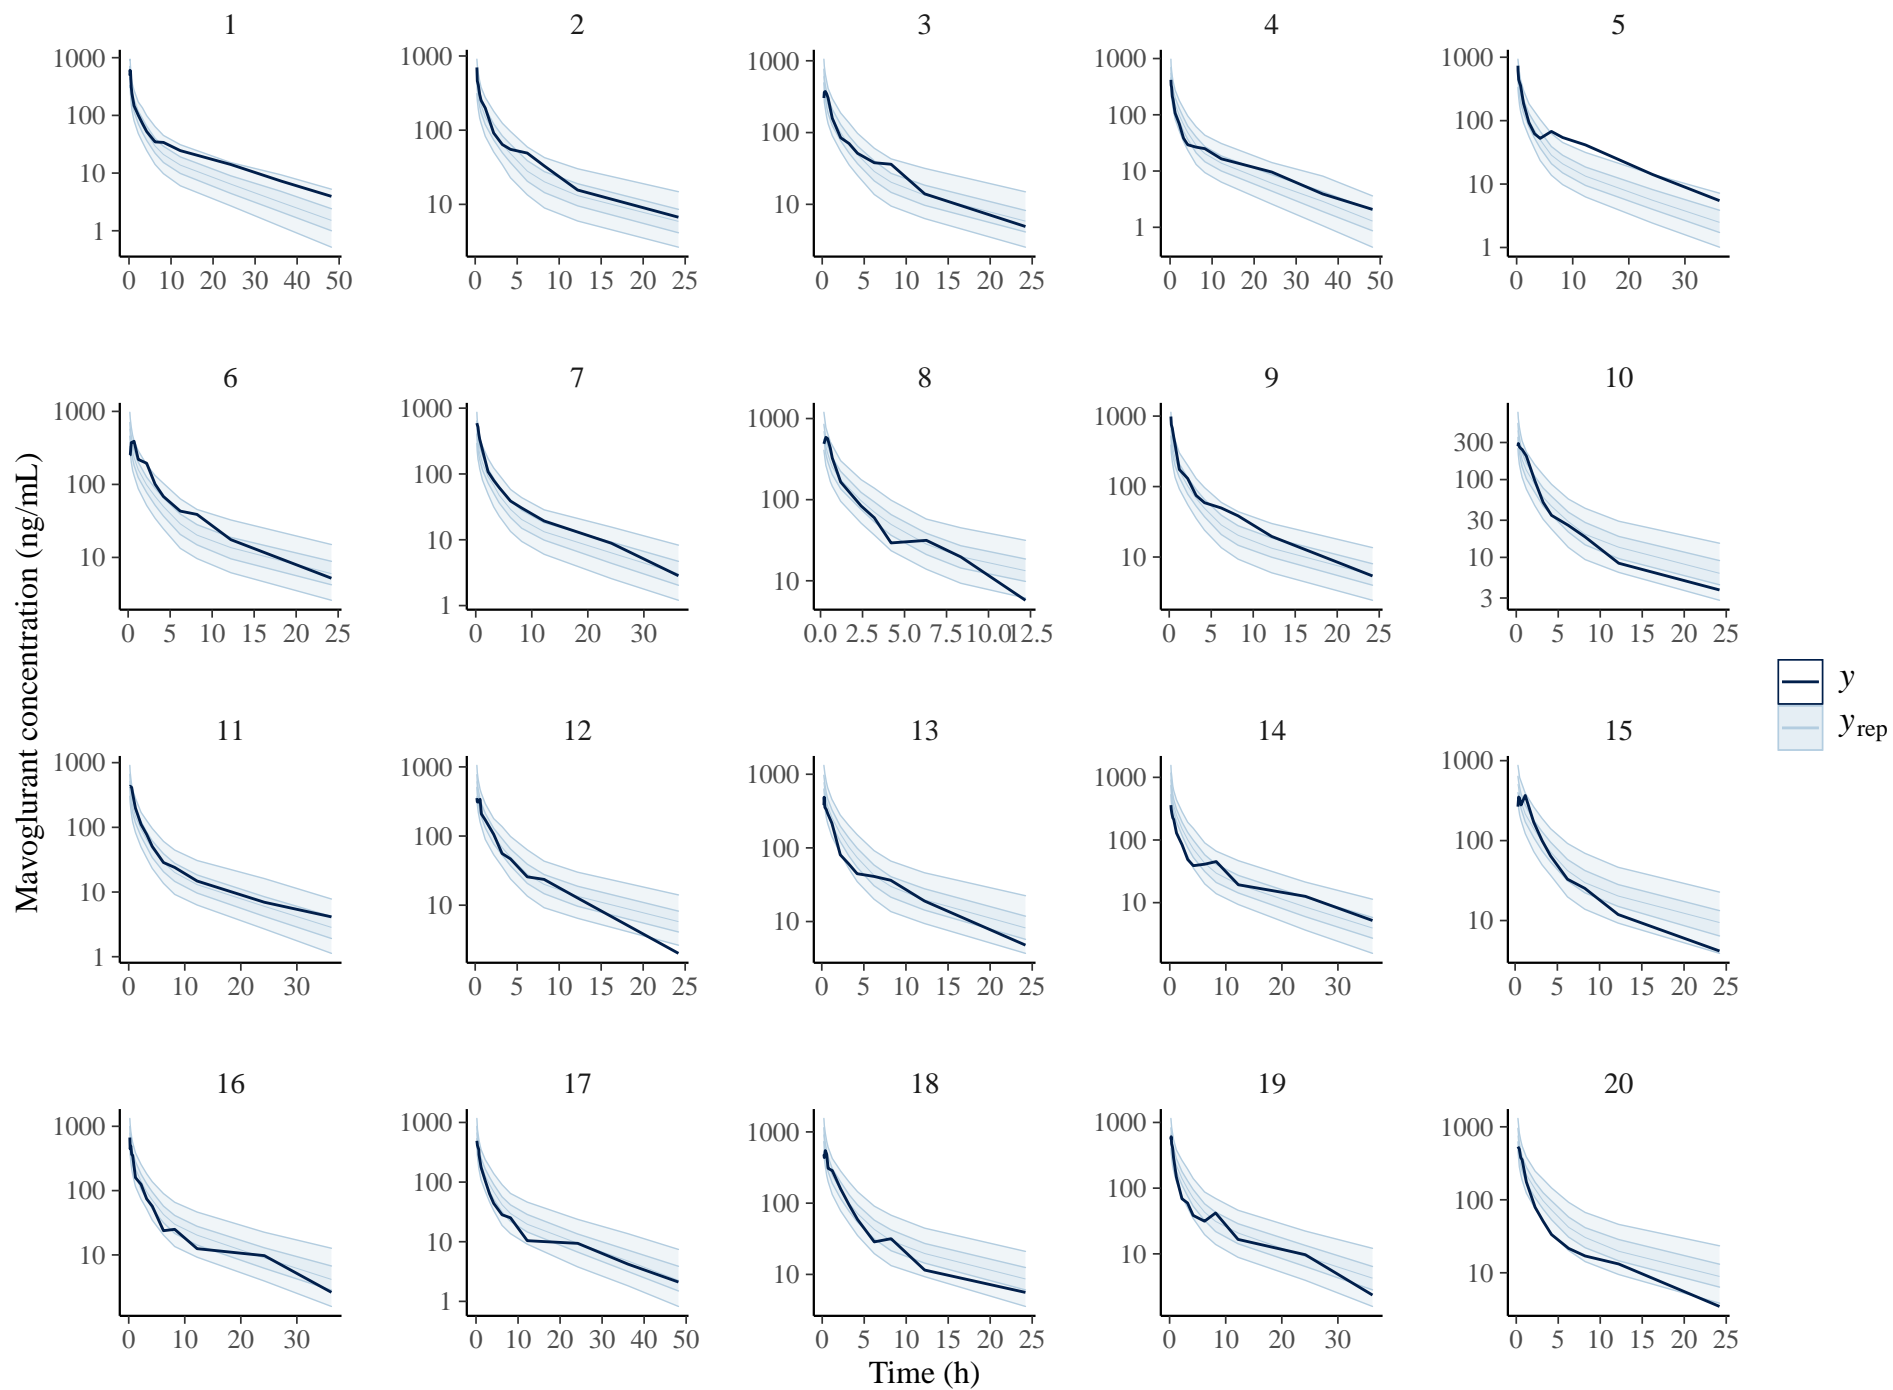 1 2 3 4 5
1000 1000 1000 1000 1000
100 100 100 100 100
10 10 10 10 10
1 1 1
0 10 20 30 40 50 0 5 10 15 20 25 0 5 10 15 20 25 0 10 20 30 40 50 0 10 20 30
6 7 8 9 10
1000 1000 1000 1000 300
100 100 100 100 100
10 10 10 10 30
1 10
3
0 5 10 15 20 25 0 10 20 30 0.0 2.5 5.0 7.5 10.0 12.5 0 5 10 15 20 25 0 5 10 15 20 25
Mavoglurant concentration (ng/mL)
y
yrep
11 12 13 14 15
1000 1000 1000 1000 1000
100 100 100 100 100
10 10 10 10 10
1
0 10 20 30 0 5 10 15 20 25 0 5 10 15 20 25 0 10 20 30 0 5 10 15 20 25
16 17 18 19 20
1000 1000 1000 1000 1000
100 100 100 100 100
10 10 10 10 10
1
0 10 20 30 0 10 20 30 40 50 0 5 10 15 20 25 0 10 20 30 0 5 10 15 20 25
Time (h)